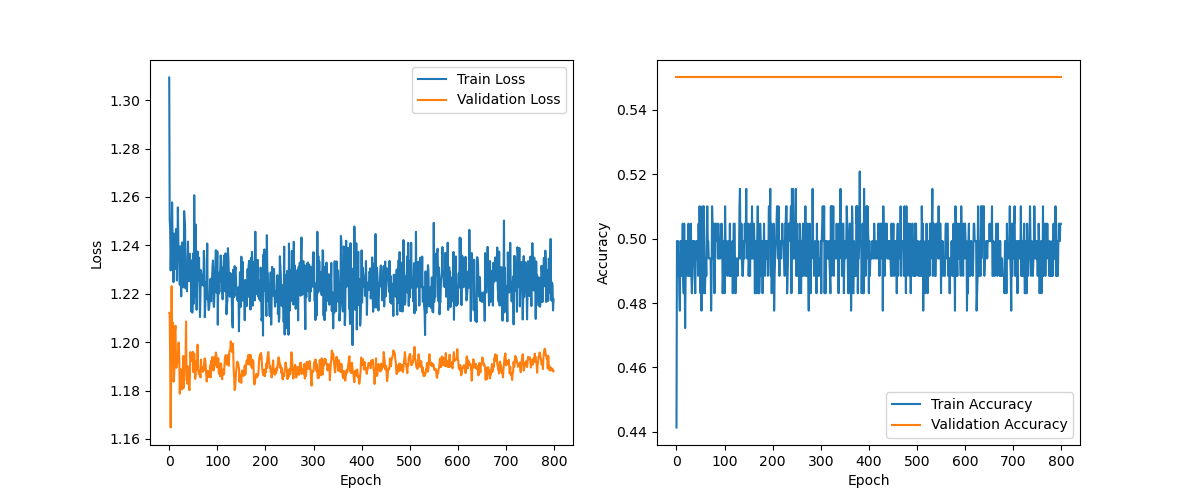 Train Loss
Validation Loss
1.30
1.28
1.26
1.24
1.22
1.20
1.18
1.16
Loss
0 100 200 300 400 500 600 700 800
Epoch
0.54
0.52
0.50
0.48
0.46
0.44
Accuracy
Train Accuracy
Validation Accuracy
0 100 200 300 400 500 600 700 800
Epoch